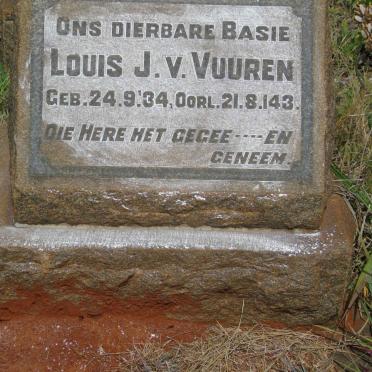 ONS DIERBARE BASIE
LOUIS J. V. VUUREN
GEB. 24.9.'34, OORL. 21.8.'43.
DIE HERE HET GEGEE ----EN
GENEEM.